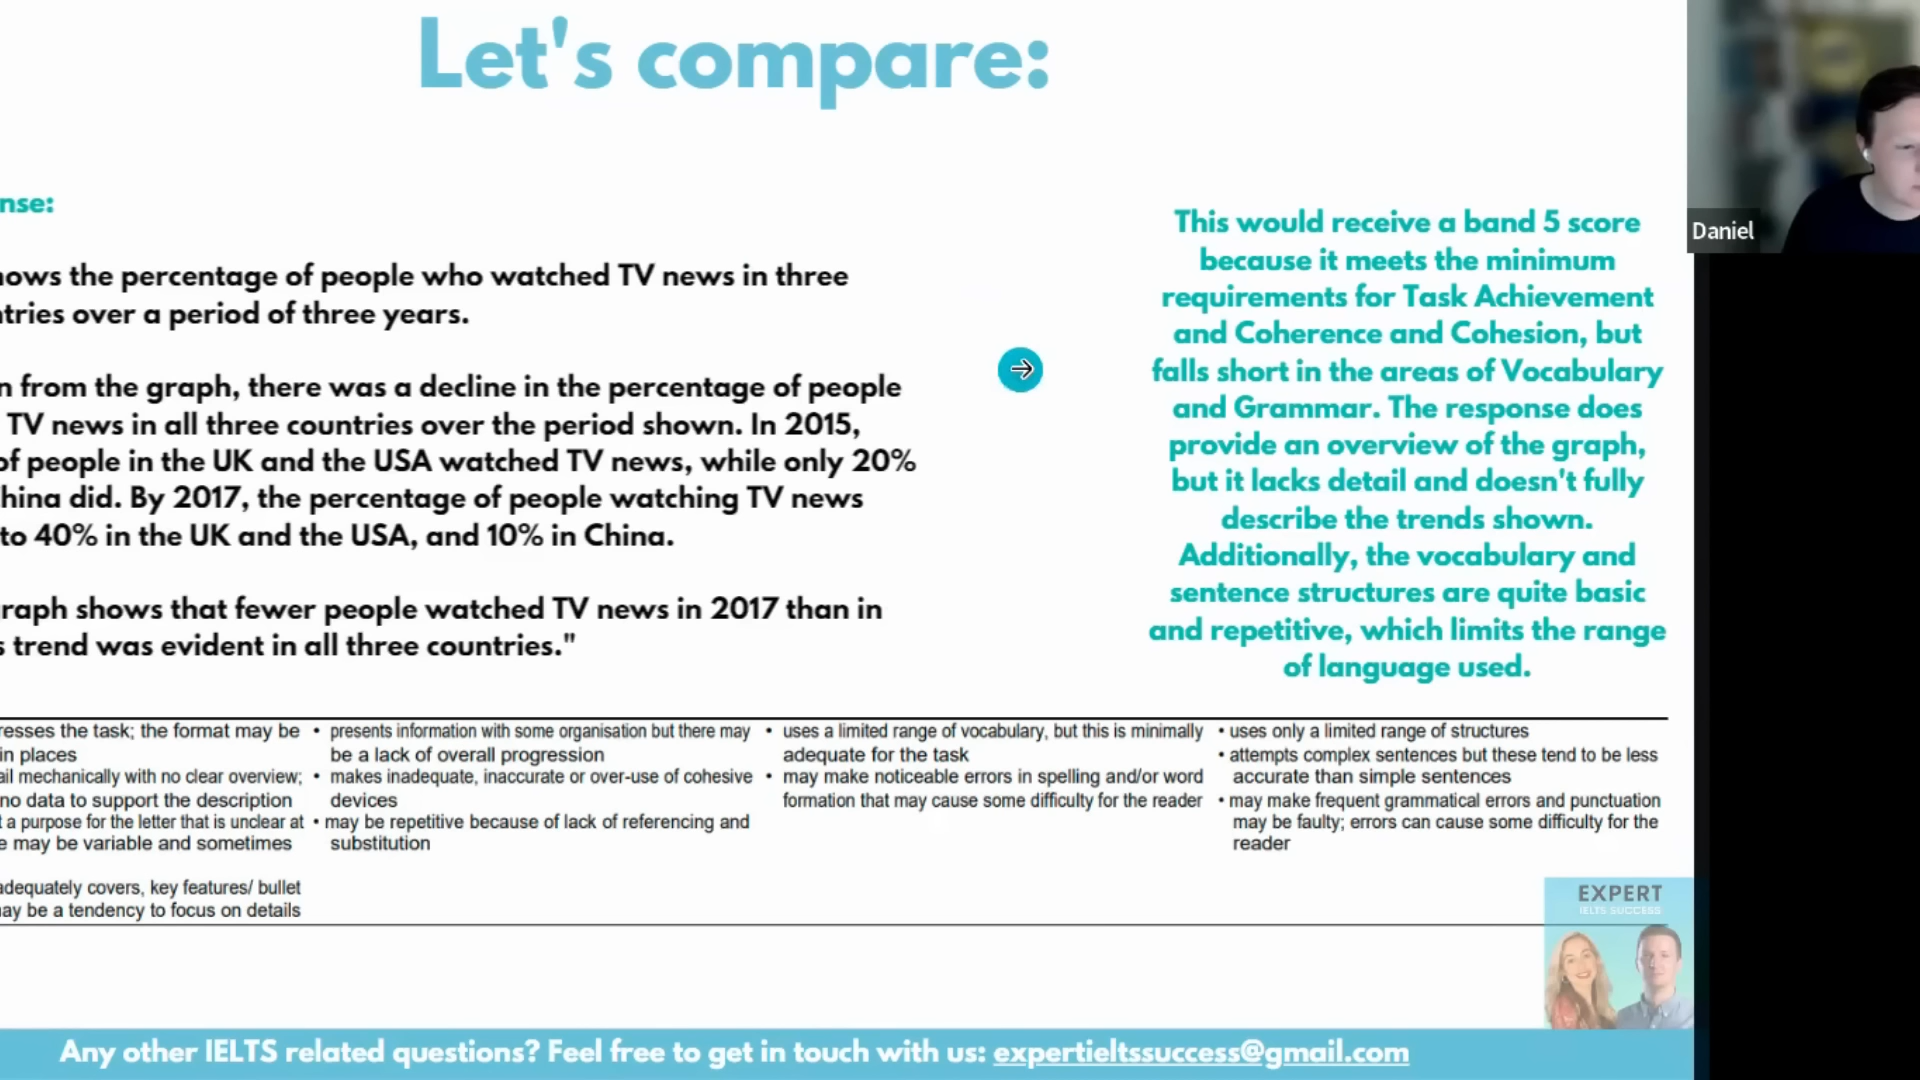 Let's compare:
nse:
ows the percentage of people who watched TV news in three
tries over a period of three years.
n from the graph, there was a decline in the percentage of people
TV news in all three countries over the period shown. In 2015,
of people in the UK and the USA watched TV news, while only 20%
hina did. By 2017, the percentage of people watching TV news
to 40% in the UK and the USA, and 10% in China.
raph shows that fewer people watched TV news in 2017 than in
s trend was evident in all three countries."
This would receive a band 5 score
because it meets the minimum
requirements for Task Achievement
and Coherence and Cohesion, but
falls short in the areas of Vocabulary
and Grammar. The response does
provide an overview of the graph,
but it lacks detail and doesn't fully
describe the trends shown.
Additionally, the vocabulary and
sentence structures are quite basic
and repetitive, which limits the range
of language used.
Daniel
resses the task; the format may be
in places
ail mechanically with no clear overview;
no data to support the description
t a purpose for the letter that is unclear at
e may be variable and sometimes
adequately covers, key features/ bullet
ay be a tendency to focus on details
• presents information with some organisation but there may
be a lack of overall progression
• makes inadequate, inaccurate or over-use of cohesive
devices
• may be repetitive because of lack of referencing and
substitution
• uses a limited range of vocabulary, but this is minimally
adequate for the task
• may make noticeable errors in spelling and/or word
formation that may cause some difficulty for the reader
• uses only a limited range of structures
• attempts complex sentences but these tend to be less
accurate than simple sentences
• may make frequent grammatical errors and punctuation
may be faulty; errors can cause some difficulty for the
reader
EXPERT
IELTS SUCCESS
Any other IELTS related questions? Feel free to get in touch with us: expertieltssuccess@gmail.com